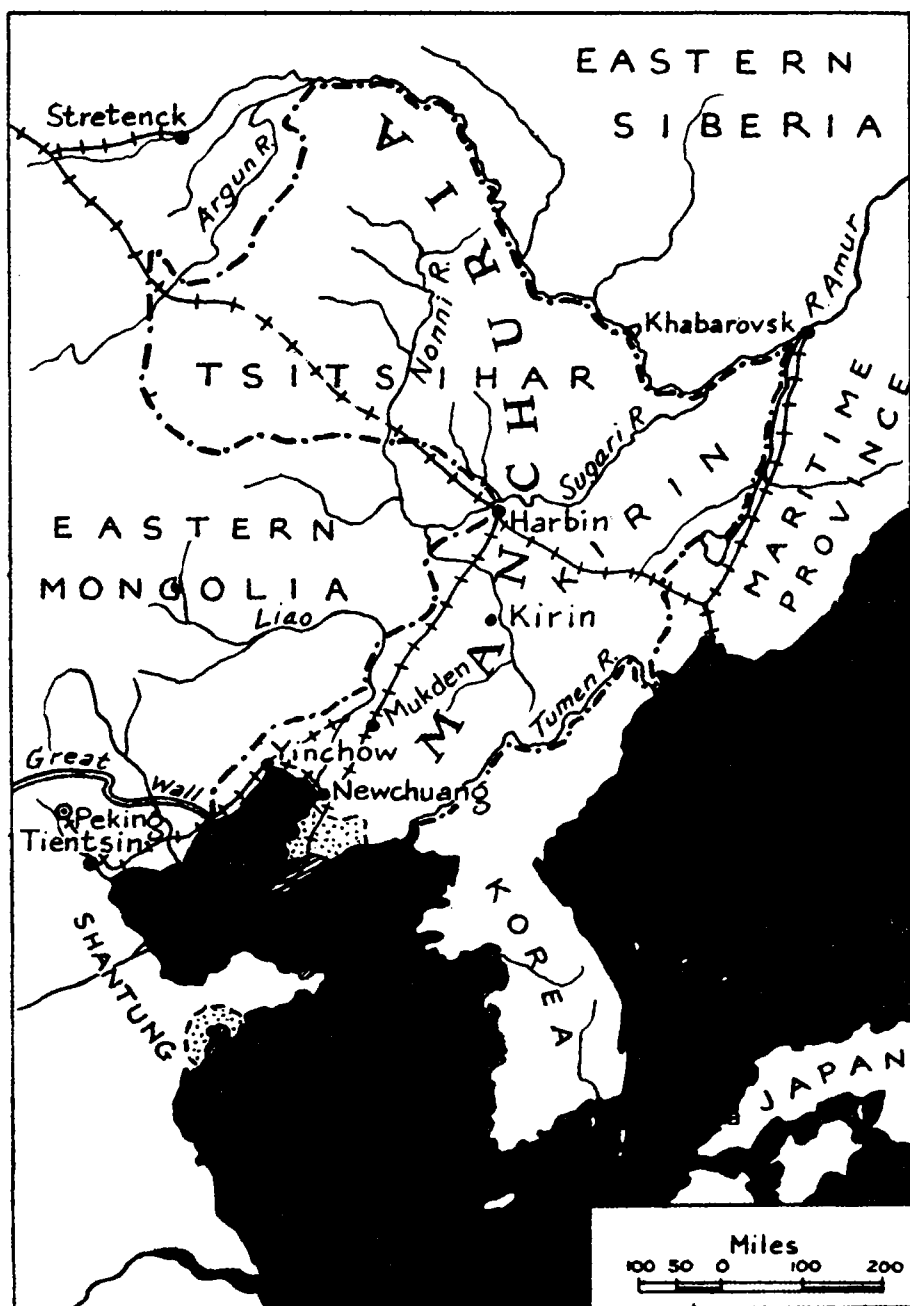 EASTERN
SIBERIA
Stretenck
Argun R.
MANCHURIA
Nonni R.
R. Amur
Khabarovsk
TSITSIHAR
MARITIME
PROVINCE
Sugari R
KIRIN
Harbin
EASTERN
MONGOLIA
Liao
Kirin
Mukden
Tumen R.
Yinchow
Great Wall
Newchuang
Peking
Tientsin
SHANTUNG
KOREA
JAPAN
Miles
100 50 0 100 200